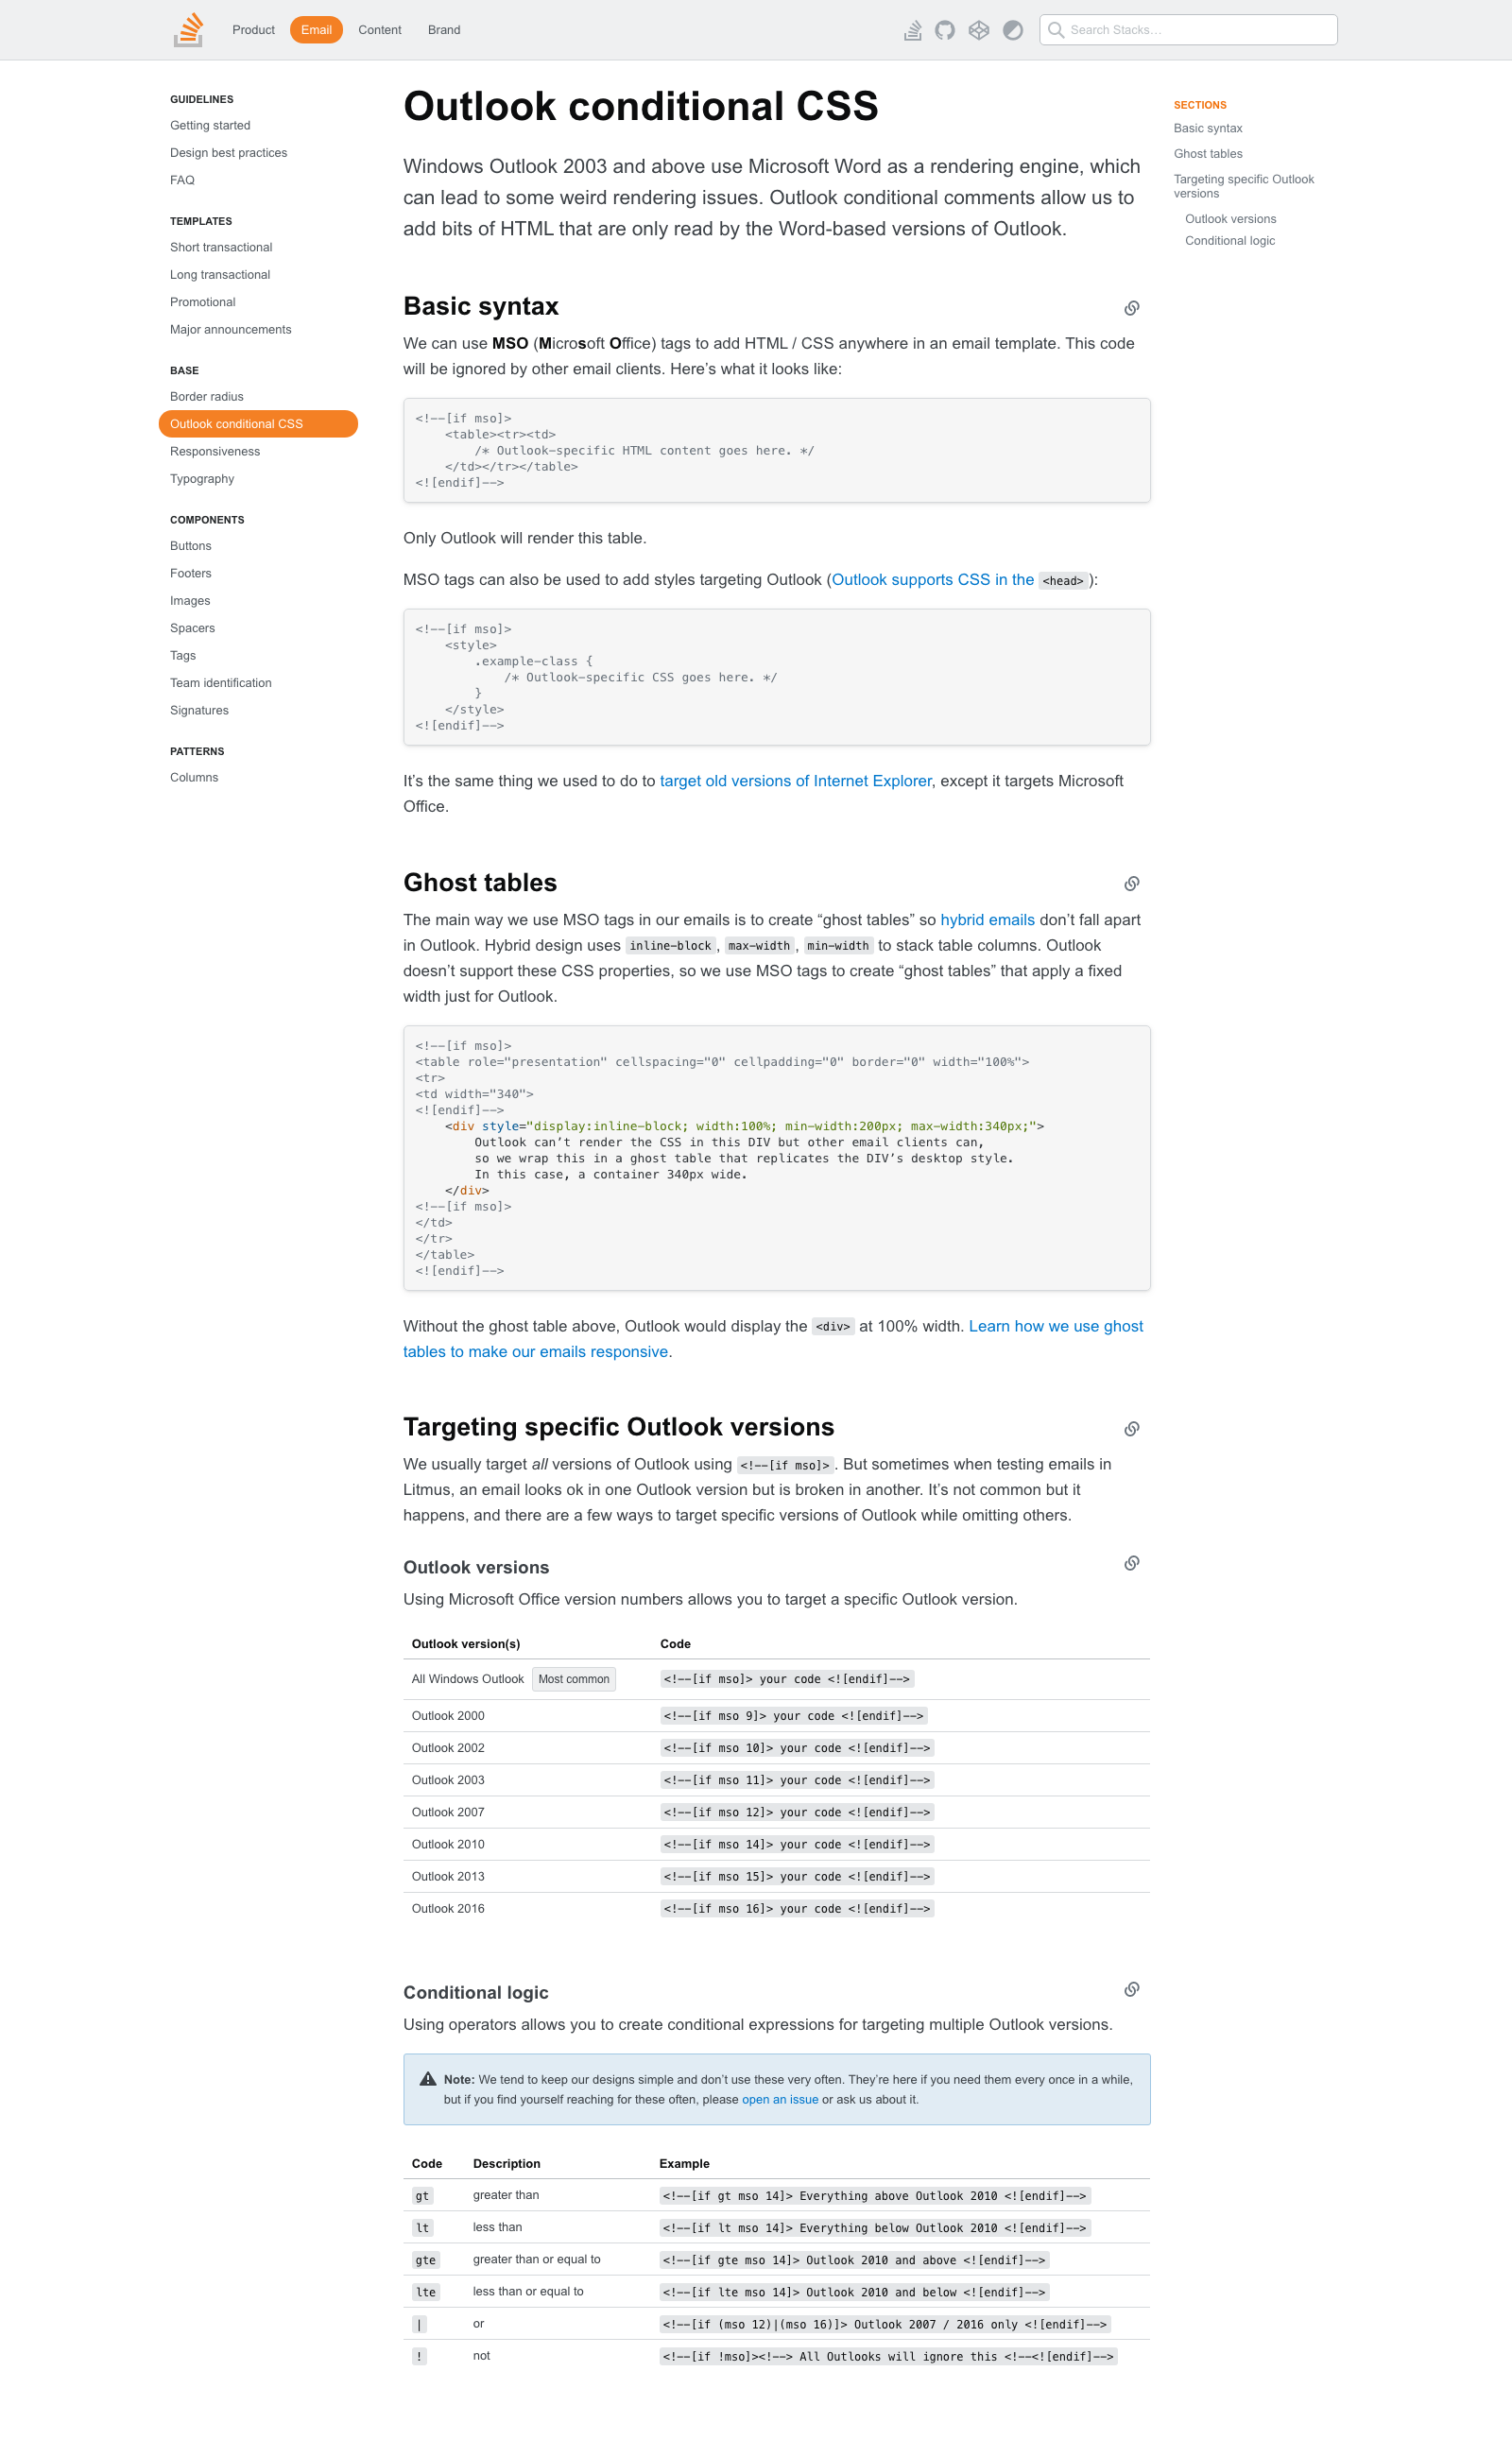 Product Email Content Brand
Search Stacks…
GUIDELINES
Getting started
Design best practices
FAQ
TEMPLATES
Short transactional
Long transactional
Promotional
Major announcements
BASE
Border radius
Outlook conditional CSS
Responsiveness
Typography
COMPONENTS
Buttons
Footers
Images
Spacers
Tags
Team identification
Signatures
PATTERNS
Columns
Outlook conditional CSS
Windows Outlook 2003 and above use Microsoft Word as a rendering engine, which
can lead to some weird rendering issues. Outlook conditional comments allow us to
add bits of HTML that are only read by the Word-based versions of Outlook.
Basic syntax
We can use MSO (Microsoft Office) tags to add HTML / CSS anywhere in an email template. This code
will be ignored by other email clients. Here’s what it looks like:
<!--[if mso]>
    <table><tr><td>
        /* Outlook-specific HTML content goes here. */
    </td></tr></table>
<![endif]-->
Only Outlook will render this table.
MSO tags can also be used to add styles targeting Outlook (Outlook supports CSS in the <head>):
<!--[if mso]>
    <style>
        .example-class {
            /* Outlook-specific CSS goes here. */
        }
    </style>
<![endif]-->
It’s the same thing we used to do to target old versions of Internet Explorer, except it targets Microsoft
Office.
Ghost tables
The main way we use MSO tags in our emails is to create “ghost tables” so hybrid emails don’t fall apart
in Outlook. Hybrid design uses inline-block, max-width, min-width to stack table columns. Outlook
doesn’t support these CSS properties, so we use MSO tags to create “ghost tables” that apply a fixed
width just for Outlook.
<!--[if mso]>
<table role="presentation" cellspacing="0" cellpadding="0" border="0" width="100%">
<tr>
<td width="340">
<![endif]-->
    <div style="display:inline-block; width:100%; min-width:200px; max-width:340px;">
        Outlook can’t render the CSS in this DIV but other email clients can,
        so we wrap this in a ghost table that replicates the DIV’s desktop style.
        In this case, a container 340px wide.
    </div>
<!--[if mso]>
</td>
</tr>
</table>
<![endif]-->
Without the ghost table above, Outlook would display the <div> at 100% width. Learn how we use ghost
tables to make our emails responsive.
Targeting specific Outlook versions
We usually target all versions of Outlook using <!--[if mso]>. But sometimes when testing emails in
Litmus, an email looks ok in one Outlook version but is broken in another. It’s not common but it
happens, and there are a few ways to target specific versions of Outlook while omitting others.
Outlook versions
Using Microsoft Office version numbers allows you to target a specific Outlook version.
Outlook version(s) Code
All Windows Outlook Most common <!--[if mso]> your code <![endif]-->
Outlook 2000 <!--[if mso 9]> your code <![endif]-->
Outlook 2002 <!--[if mso 10]> your code <![endif]-->
Outlook 2003 <!--[if mso 11]> your code <![endif]-->
Outlook 2007 <!--[if mso 12]> your code <![endif]-->
Outlook 2010 <!--[if mso 14]> your code <![endif]-->
Outlook 2013 <!--[if mso 15]> your code <![endif]-->
Outlook 2016 <!--[if mso 16]> your code <![endif]-->
Conditional logic
Using operators allows you to create conditional expressions for targeting multiple Outlook versions.
Note: We tend to keep our designs simple and don’t use these very often. They’re here if you need them every once in a while,
but if you find yourself reaching for these often, please open an issue or ask us about it.
Code Description Example
gt greater than <!--[if gt mso 14]> Everything above Outlook 2010 <![endif]-->
lt less than <!--[if lt mso 14]> Everything below Outlook 2010 <![endif]-->
gte greater than or equal to <!--[if gte mso 14]> Outlook 2010 and above <![endif]-->
lte less than or equal to <!--[if lte mso 14]> Outlook 2010 and below <![endif]-->
| or <!--[if (mso 12)|(mso 16)]> Outlook 2007 / 2016 only <![endif]-->
! not <!--[if !mso]><!--> All Outlooks will ignore this <!--<![endif]-->
SECTIONS
Basic syntax
Ghost tables
Targeting specific Outlook
versions
Outlook versions
Conditional logic